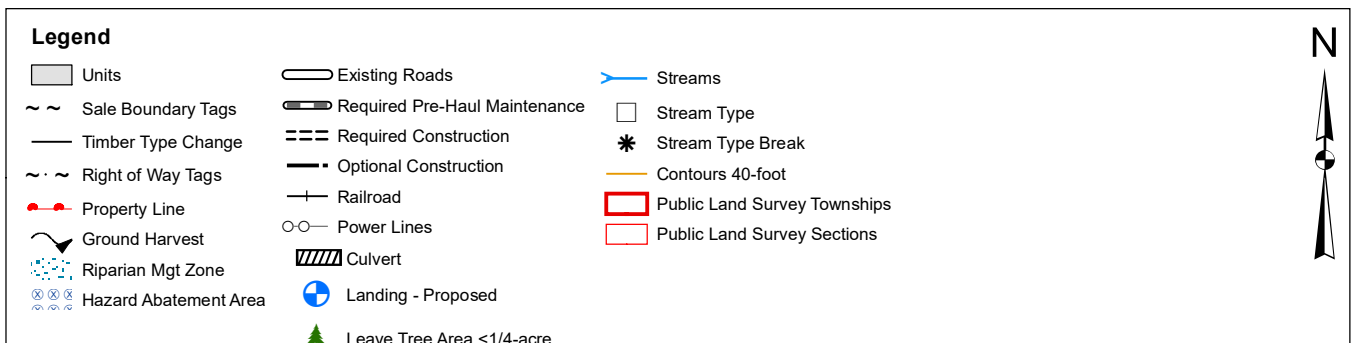 Legend
N
Units
Sale Boundary Tags
Timber Type Change
Right of Way Tags
Property Line
Ground Harvest
Riparian Mgt Zone
Hazard Abatement Area
Existing Roads
Required Pre-Haul Maintenance
Required Construction
Optional Construction
Railroad
Power Lines
Culvert
Landing - Proposed
Leave Tree Area <1/4-acre
Streams
Stream Type
Stream Type Break
Contours 40-foot
Public Land Survey Townships
Public Land Survey Sections